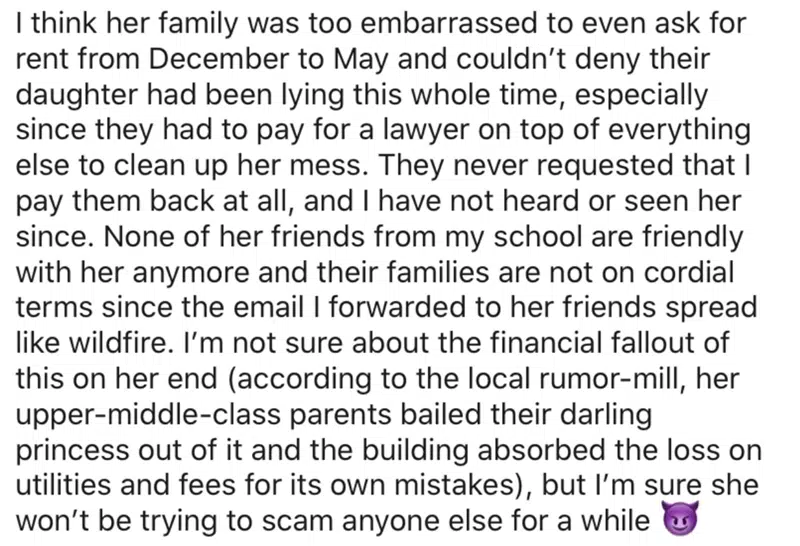 I think her family was too embarrassed to even ask for
rent from December to May and couldn’t deny their
daughter had been lying this whole time, especially
since they had to pay for a lawyer on top of everything
else to clean up her mess. They never requested that I
pay them back at all, and I have not heard or seen her
since. None of her friends from my school are friendly
with her anymore and their families are not on cordial
terms since the email I forwarded to her friends spread
like wildfire. I’m not sure about the financial fallout of
this on her end (according to the local rumor-mill, her
upper-middle-class parents bailed their darling
princess out of it and the building absorbed the loss on
utilities and fees for its own mistakes), but I’m sure she
won’t be trying to scam anyone else for a while 😈